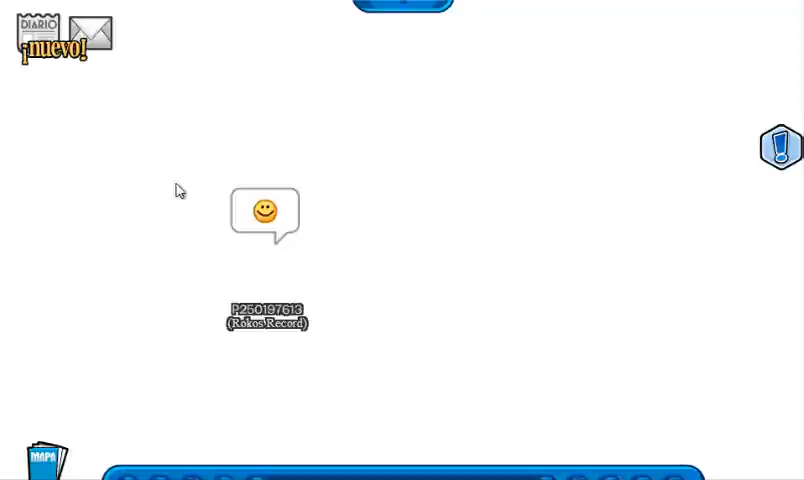 DIARIO
¡nuevo!
P250197613
(Rokos Record)
MAPA